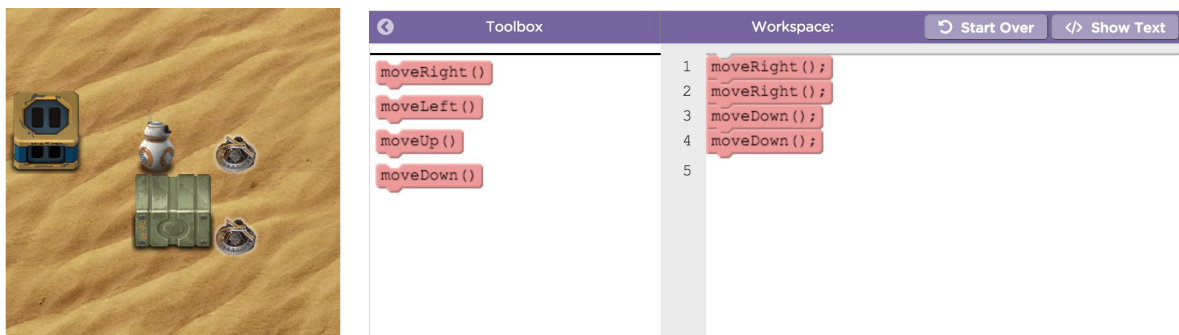 Toolbox
Workspace:
Start Over
</> Show Text
moveRight()
moveLeft()
moveUp()
moveDown()
1 moveRight();
2 moveRight();
3 moveDown();
4 moveDown();
5